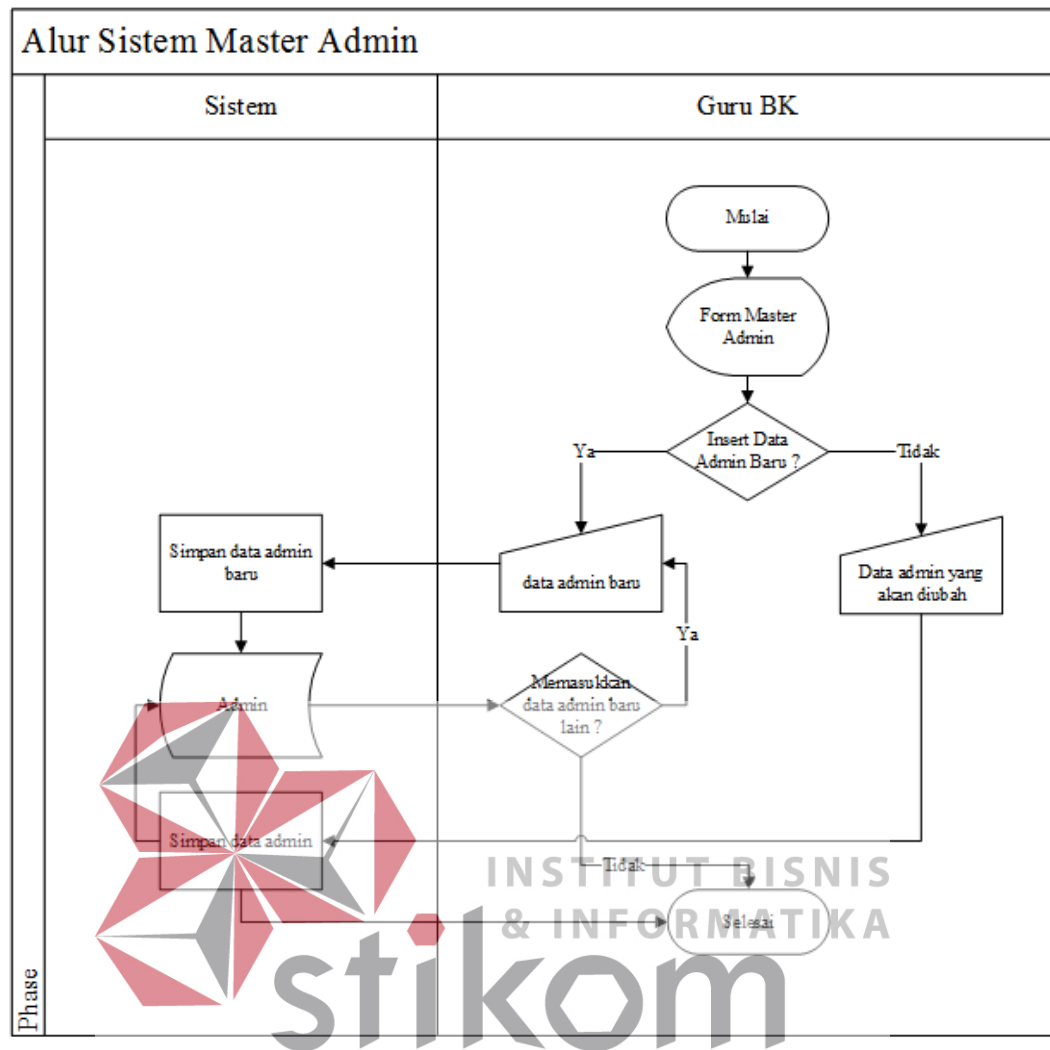 Alur Sistem Master Admin
Sistem
Guru BK
Mulai
Form Master
Admin
Insert Data
Admin Baru ?
Ya
Tidak
Simpan data admin
baru
data admin baru
Data admin yang
akan diubah
Ya
Admin
Memasukkan
data admin baru
lain ?
Simpan data admin
Tidak
Selesai
Phase
INSTITUT BISNIS
& INFORMATIKA
stikom